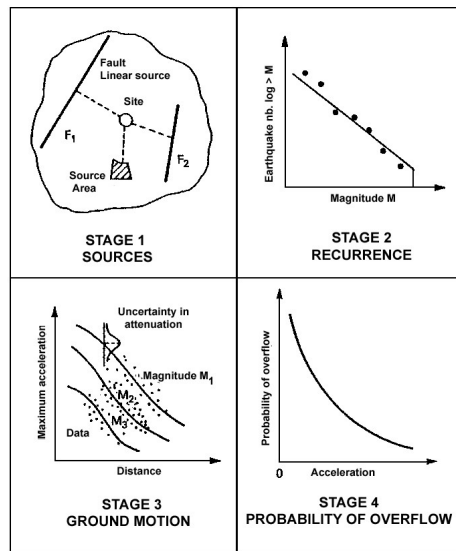 Fault
Linear source
Site
F1
F2
Source
Area
STAGE 1
SOURCES
Earthquake nb. log > M
Magnitude M
STAGE 2
RECURRENCE
Uncertainty in
attenuation
Maximum acceleration
Magnitude M1
M2
M3
Data
Distance
STAGE 3
GROUND MOTION
Probability of overflow
0
Acceleration
STAGE 4
PROBABILITY OF OVERFLOW